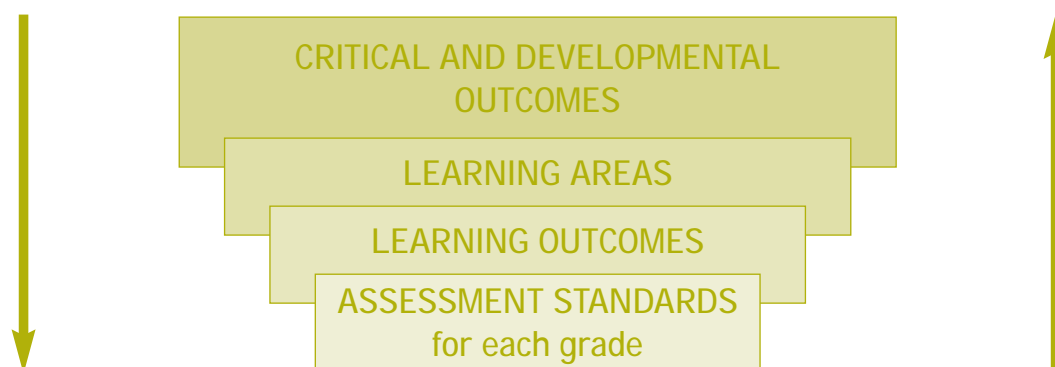 CRITICAL AND DEVELOPMENTAL
OUTCOMES
LEARNING AREAS
LEARNING OUTCOMES
ASSESSMENT STANDARDS
for each grade